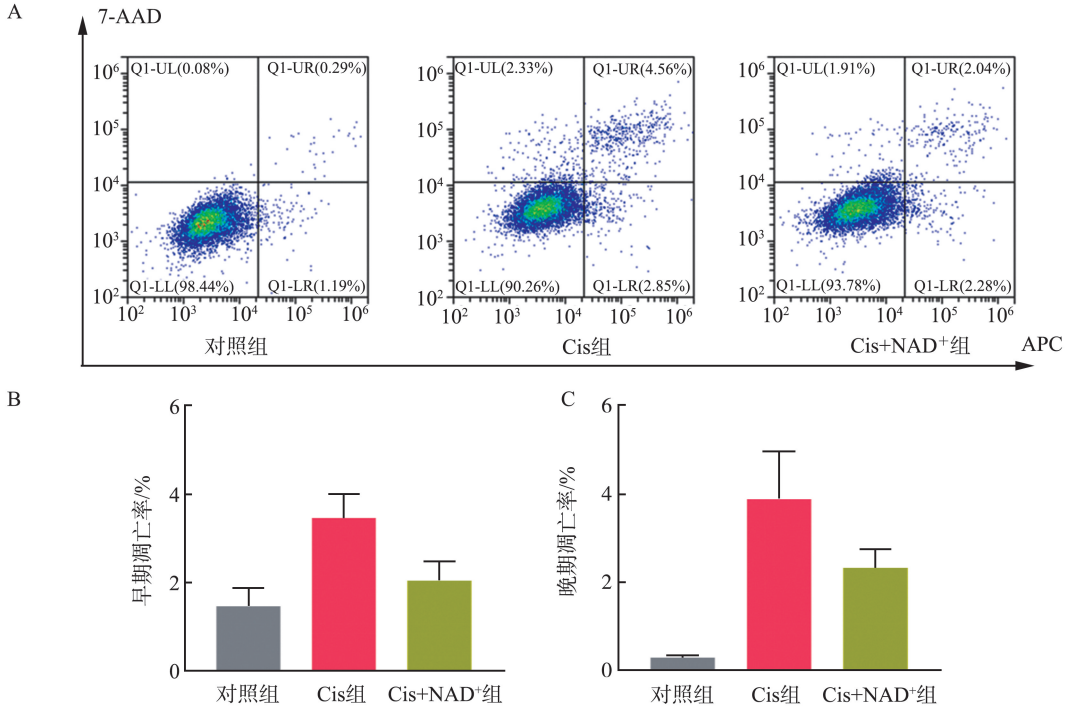 A
7-AAD
Q1-UL(0.08%) Q1-UR(0.29%)
Q1-LL(98.44%) Q1-LR(1.19%)
10⁶
10⁵
10⁴
10³
10²
10² 10³ 10⁴ 10⁵ 10⁶
对照组
Q1-UL(2.33%) Q1-UR(4.56%)
Q1-LL(90.26%) Q1-LR(2.85%)
10⁶
10⁵
10⁴
10³
10²
10² 10³ 10⁴ 10⁵ 10⁶
Cis组
Q1-UL(1.91%) Q1-UR(2.04%)
Q1-LL(93.78%) Q1-LR(2.28%)
10⁶
10⁵
10⁴
10³
10²
10² 10³ 10⁴ 10⁵ 10⁶
Cis+NAD⁺组
APC
B
早期凋亡率/%
6
4
2
0
对照组 Cis组 Cis+NAD⁺组
C
晚期凋亡率/%
6
4
2
0
对照组 Cis组 Cis+NAD⁺组